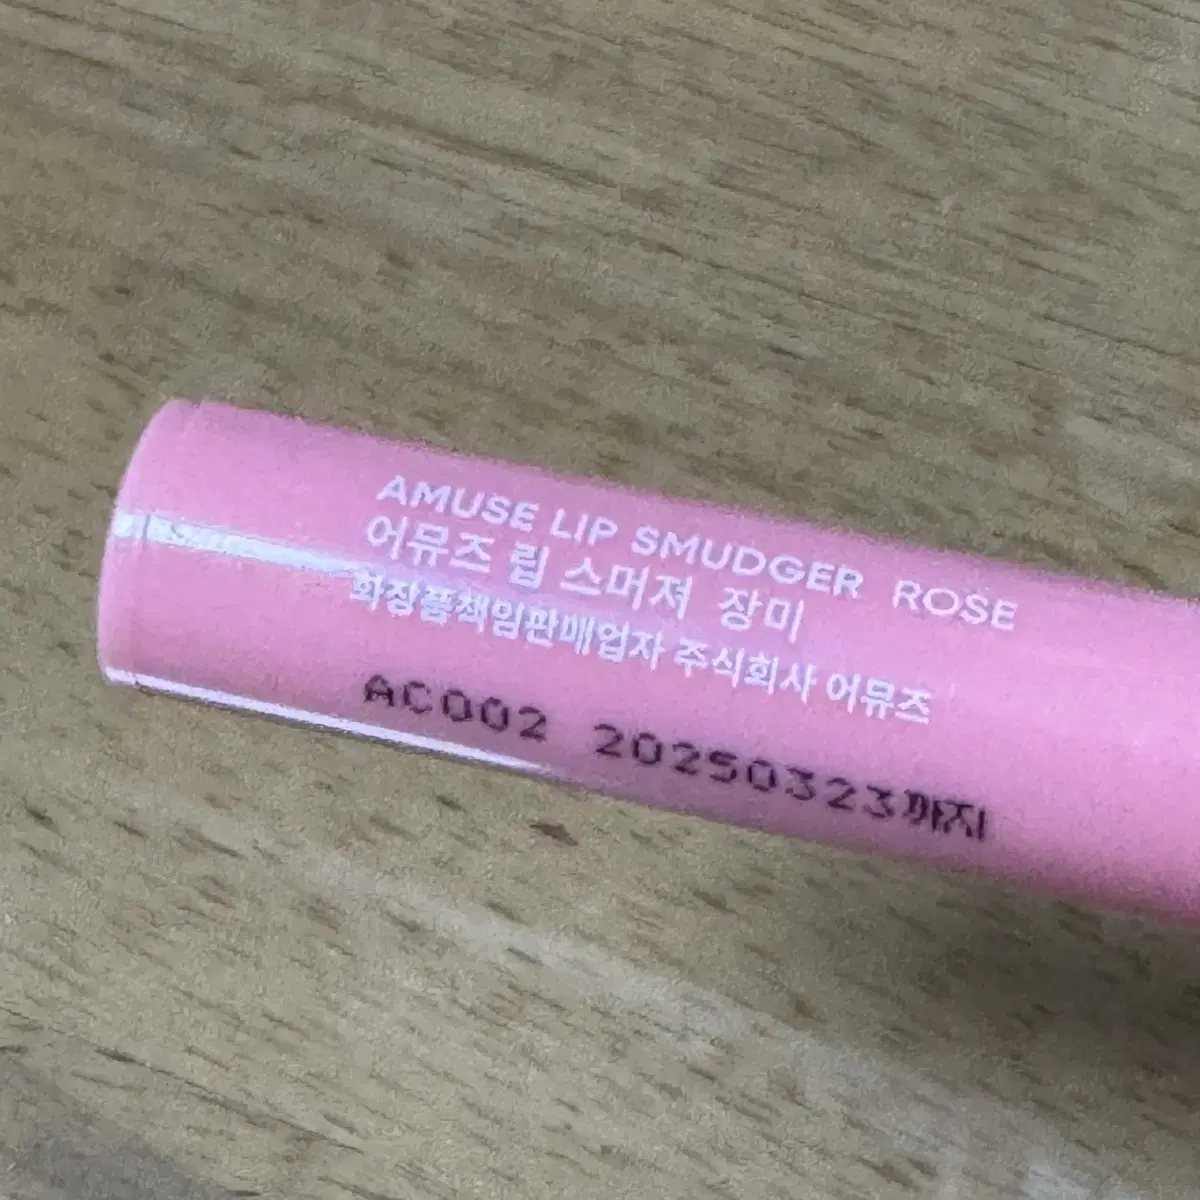 AMUSE LIP SMUDGER ROSE
어뮤즈 립 스머져 장미
화장품책임판매업자 주식회사 어뮤즈
AC002 20250323까지